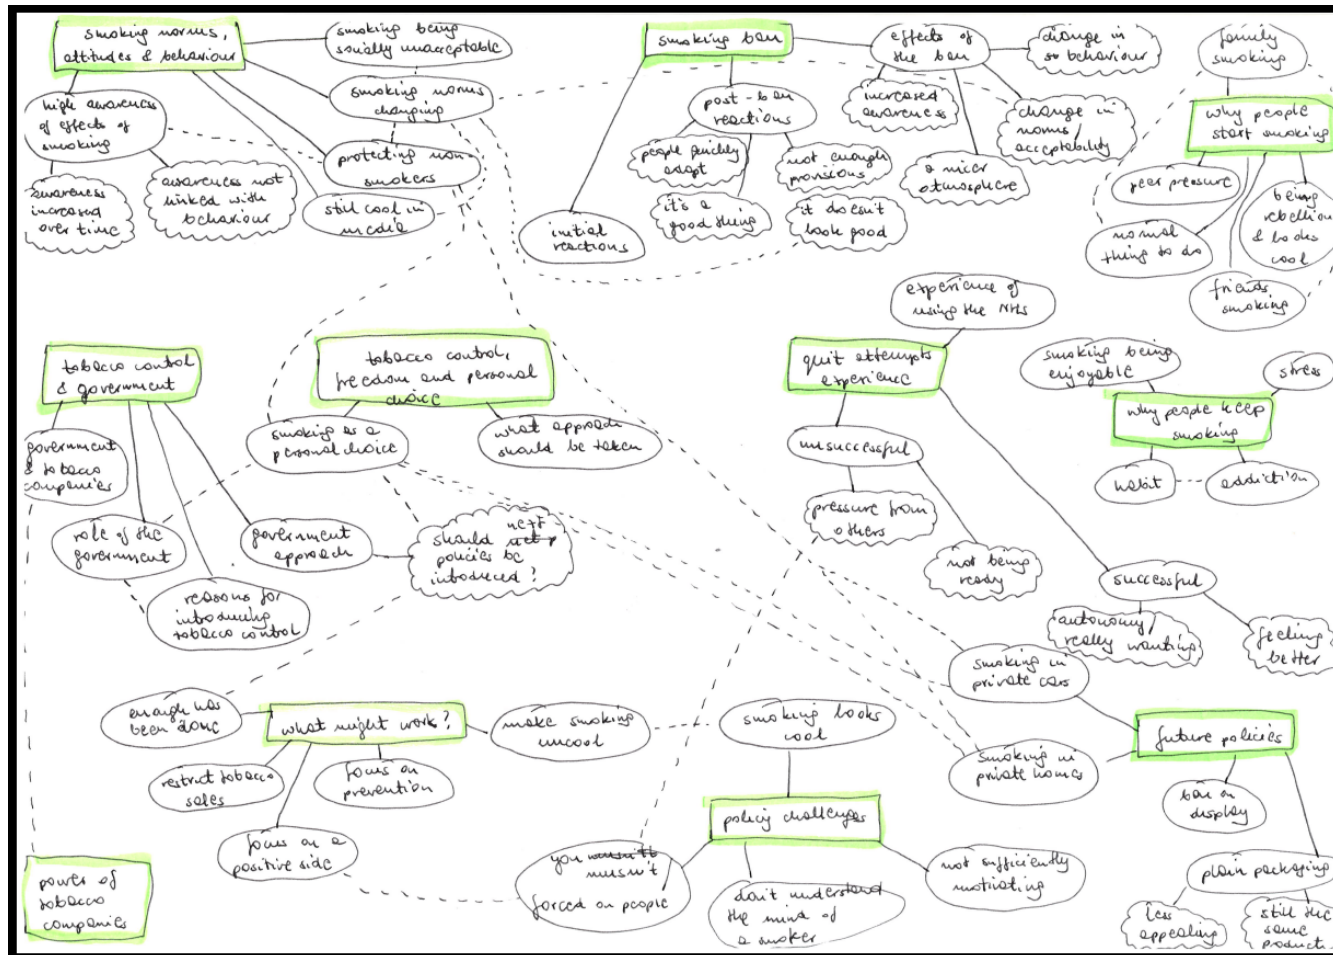 smoking norms,
attitudes & behaviour
smoking being
socially unacceptable
high awareness
of effects of
smoking
smoking norms
changing
protecting non-
smokers
awareness
increased
over time
awareness not
linked with
behaviour
still cool in
media
smoking ban
effects of
the ban
change in
behaviour
post-ban
reactions
increased
awareness
change in
norms/
acceptability
people quickly
adapt
not enough
provisions
a nicer
atmosphere
it's a
good thing
it doesn't
look good
initial
reactions
family
smoking
why people
start smoking
peer pressure
being
rebellious
& looks
cool
normal
thing to do
friends
smoking
tobacco control
& government
government
& tobacco
companies
role of the
government
government
approach
reasons for
introducing
tobacco control
tobacco control,
freedom and personal
choice
smoking as a
personal choice
what approach
should be taken
next
should
policies be
introduced?
experience of
using the NHS
quit attempts
experience
unsuccessful
pressure from
others
not being
ready
successful
autonomy/
really wanting
feeling
better
smoking being
enjoyable
stress
why people keep
smoking
habit
addiction
enough has
been done
what might work?
make smoking
uncool
restrict tobacco
sales
focus on
prevention
focus on a
positive side
smoking looks
cool
policy challenges
you
mustn't
forced on people
don't understand
the mind of
a smoker
not sufficiently
motivating
smoking in
private cars
smoking in
private homes
future policies
ban on
display
plain packaging
less
appealing
still the
same
product
power of
tobacco
companies